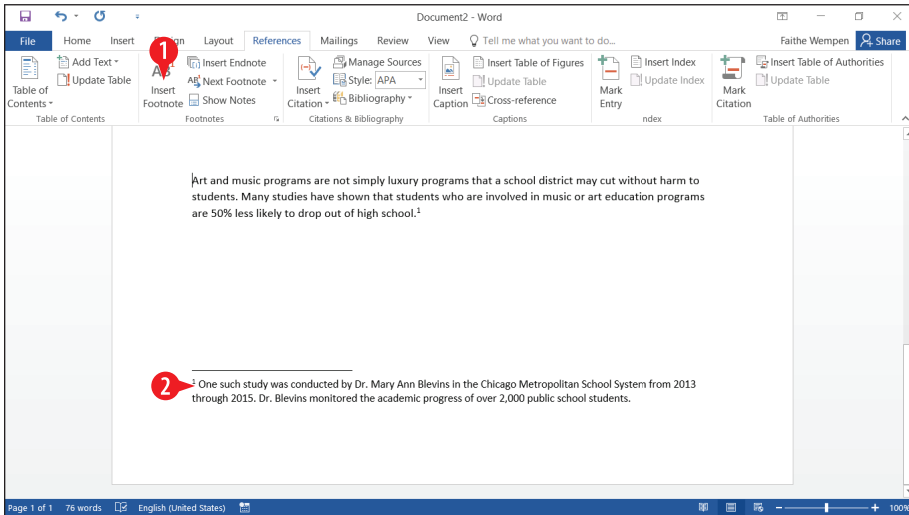 Document2 - Word
File Home Insert Design Layout References Mailings Review View Tell me what you want to do... Faithe Wempen Share
1
Table of Contents
Add Text
Update Table
Table of Contents
AB1
Insert Footnote
Insert Endnote
AB Next Footnote
Show Notes
Footnotes
Insert Citation
Manage Sources
Style: APA
Bibliography
Citations & Bibliography
Insert Caption
Insert Table of Figures
Update Table
Cross-reference
Captions
Mark Entry
Insert Index
Update Index
ndex
Mark Citation
Insert Table of Authorities
Update Table
Table of Authorities
Art and music programs are not simply luxury programs that a school district may cut without harm to
students. Many studies have shown that students who are involved in music or art education programs
are 50% less likely to drop out of high school.1
2
1 One such study was conducted by Dr. Mary Ann Blevins in the Chicago Metropolitan School System from 2013
through 2015. Dr. Blevins monitored the academic progress of over 2,000 public school students.
Page 1 of 1 76 words English (United States) 100%